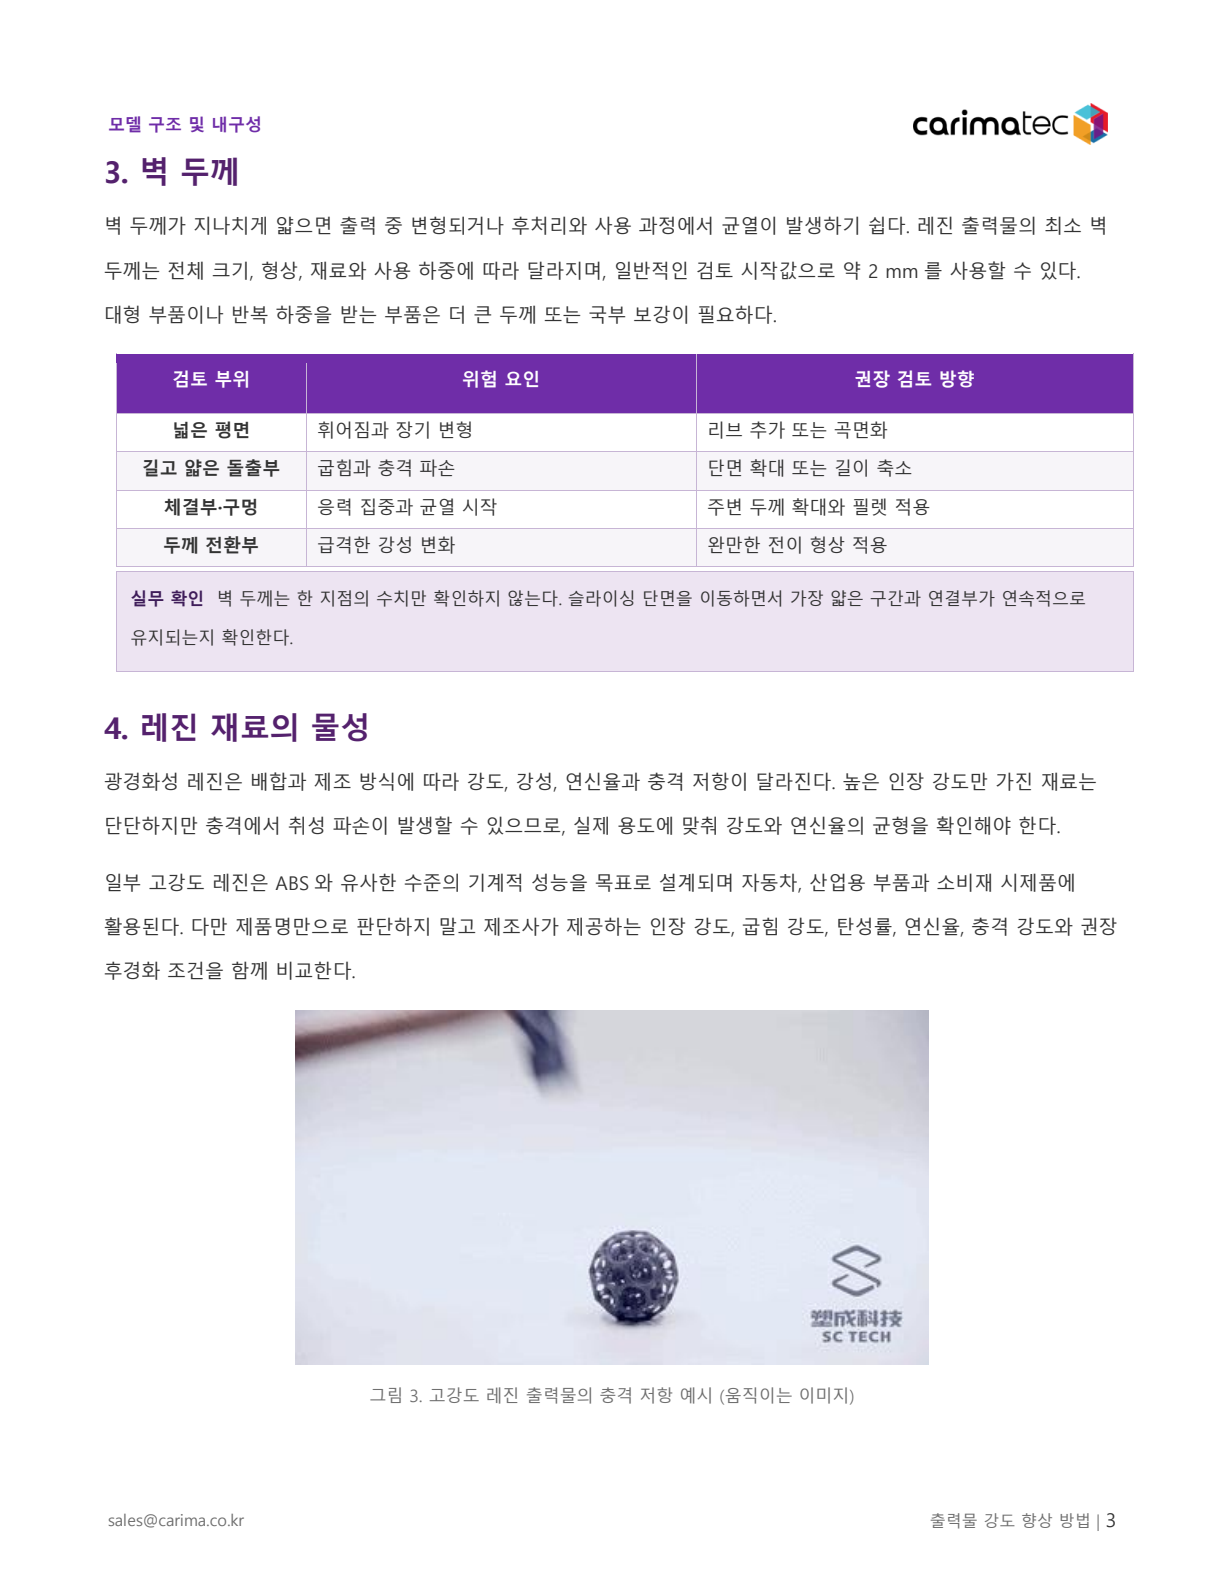 모델 구조 및 내구성
carimatec
3. 벽 두께
벽 두께가 지나치게 얇으면 출력 중 변형되거나 후처리와 사용 과정에서 균열이 발생하기 쉽다. 레진 출력물의 최소 벽
두께는 전체 크기, 형상, 재료와 사용 하중에 따라 달라지며, 일반적인 검토 시작값으로 약 2 mm 를 사용할 수 있다.
대형 부품이나 반복 하중을 받는 부품은 더 큰 두께 또는 국부 보강이 필요하다.
검토 부위 위험 요인 권장 검토 방향
넓은 평면 휘어짐과 장기 변형 리브 추가 또는 곡면화
길고 얇은 돌출부 굽힘과 충격 파손 단면 확대 또는 길이 축소
체결부·구멍 응력 집중과 균열 시작 주변 두께 확대와 필렛 적용
두께 전환부 급격한 강성 변화 완만한 전이 형상 적용
실무 확인 벽 두께는 한 지점의 수치만 확인하지 않는다. 슬라이싱 단면을 이동하면서 가장 얇은 구간과 연결부가 연속적으로
유지되는지 확인한다.
4. 레진 재료의 물성
광경화성 레진은 배합과 제조 방식에 따라 강도, 강성, 연신율과 충격 저항이 달라진다. 높은 인장 강도만 가진 재료는
단단하지만 충격에서 취성 파손이 발생할 수 있으므로, 실제 용도에 맞춰 강도와 연신율의 균형을 확인해야 한다.
일부 고강도 레진은 ABS 와 유사한 수준의 기계적 성능을 목표로 설계되며 자동차, 산업용 부품과 소비재 시제품에
활용된다. 다만 제품명만으로 판단하지 말고 제조사가 제공하는 인장 강도, 굽힘 강도, 탄성률, 연신율, 충격 강도와 권장
후경화 조건을 함께 비교한다.
塑成科技
SC TECH
그림 3. 고강도 레진 출력물의 충격 저항 예시 (움직이는 이미지)
sales@carima.co.kr
출력물 강도 향상 방법 | 3